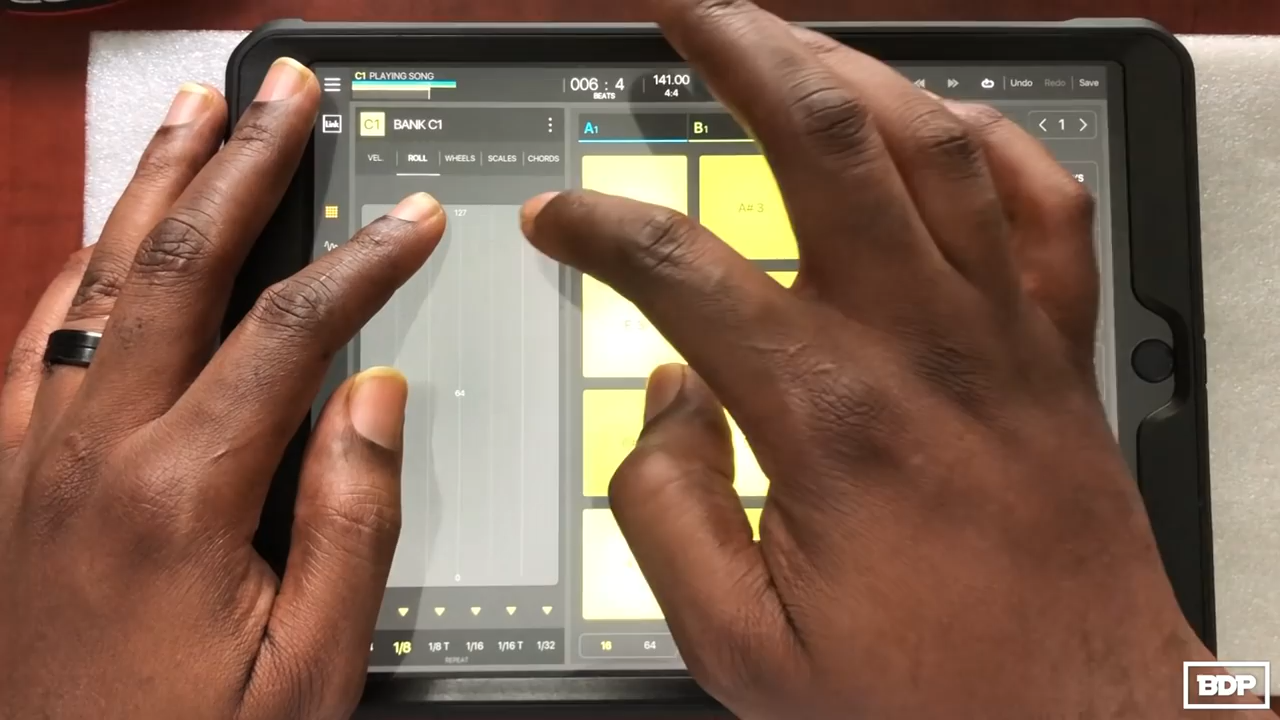 C1 PLAYING SONG
006 : 4
BEATS
141.00
4:4
Undo
Redo
Save
Link
C1
BANK C1
A1
B1
1
VEL.
ROLL
WHEELS
SCALES
CHORDS
127
A# 3
64
0
1/8
1/8 T
1/16
1/16 T
1/32
REPEAT
16
64
BDP